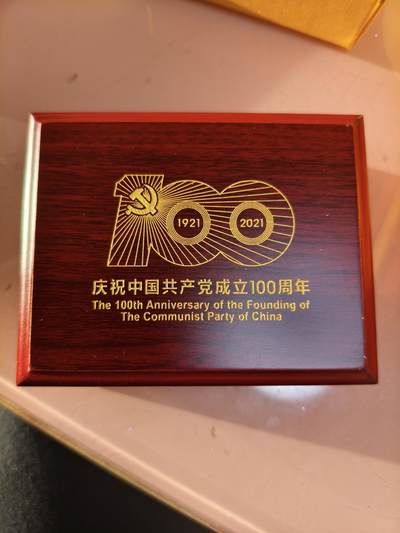 100
1921 2021
庆祝中国共产党成立100周年
The 100th Anniversary of the Founding of
The Communist Party of China